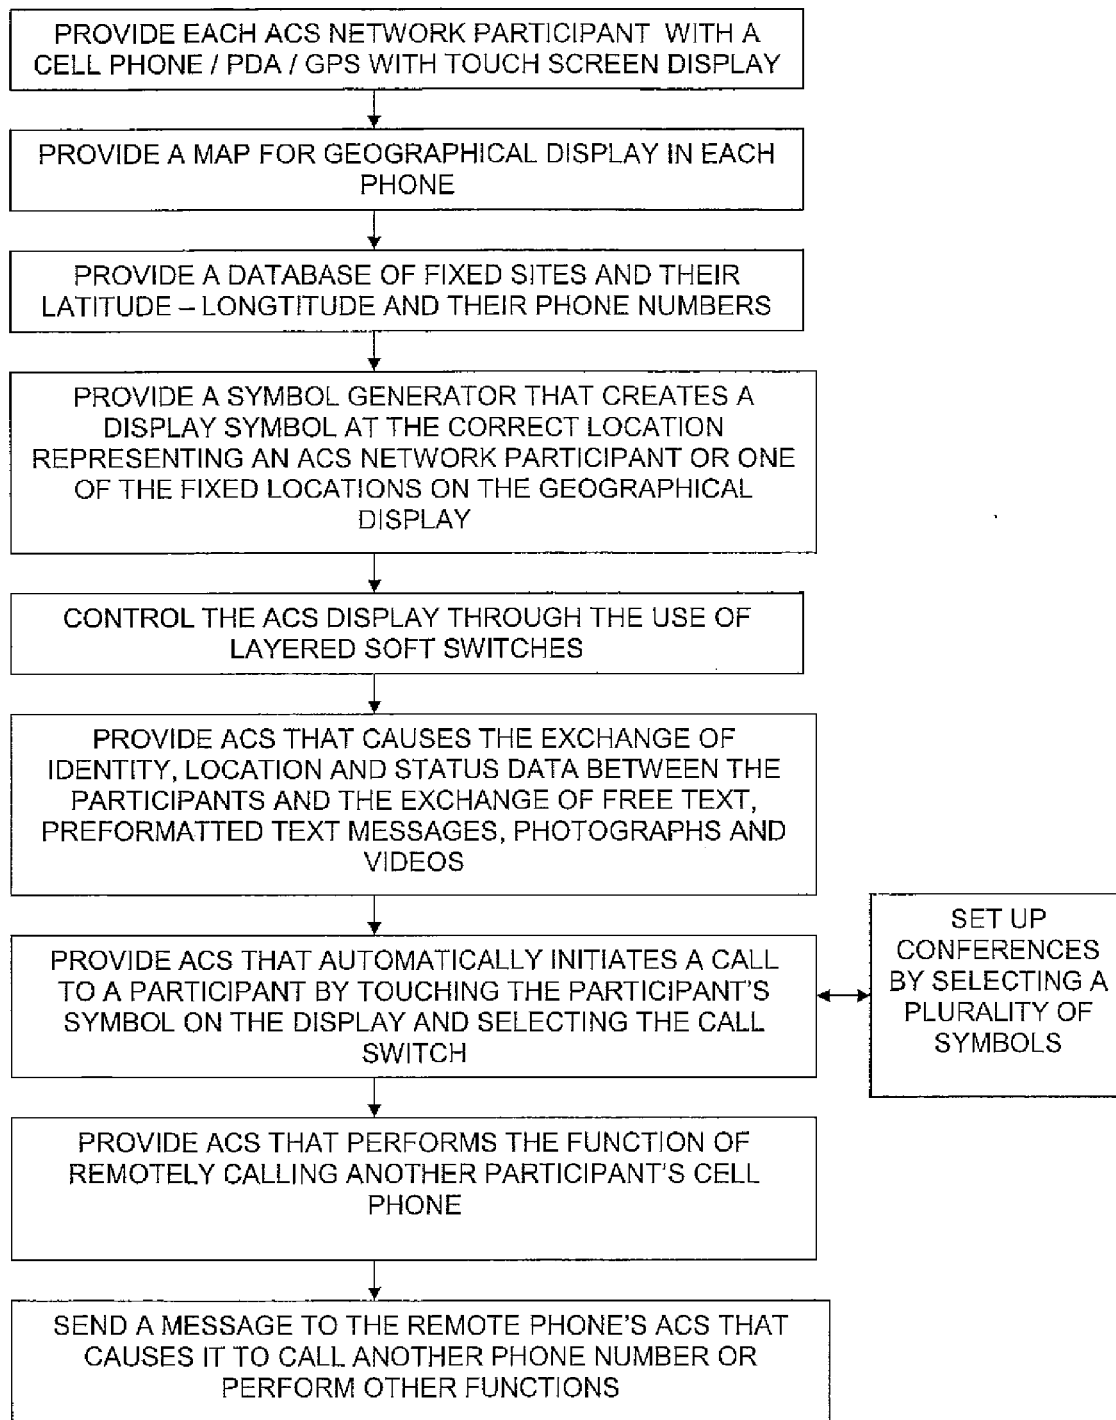 PROVIDE EACH ACS NETWORK PARTICIPANT WITH A
CELL PHONE / PDA / GPS WITH TOUCH SCREEN DISPLAY
PROVIDE A MAP FOR GEOGRAPHICAL DISPLAY IN EACH
PHONE
PROVIDE A DATABASE OF FIXED SITES AND THEIR
LATITUDE – LONGTITUDE AND THEIR PHONE NUMBERS
PROVIDE A SYMBOL GENERATOR THAT CREATES A
DISPLAY SYMBOL AT THE CORRECT LOCATION
REPRESENTING AN ACS NETWORK PARTICIPANT OR ONE
OF THE FIXED LOCATIONS ON THE GEOGRAPHICAL
DISPLAY
CONTROL THE ACS DISPLAY THROUGH THE USE OF
LAYERED SOFT SWITCHES
PROVIDE ACS THAT CAUSES THE EXCHANGE OF
IDENTITY, LOCATION AND STATUS DATA BETWEEN THE
PARTICIPANTS AND THE EXCHANGE OF FREE TEXT,
PREFORMATTED TEXT MESSAGES, PHOTOGRAPHS AND
VIDEOS
PROVIDE ACS THAT AUTOMATICALLY INITIATES A CALL
TO A PARTICIPANT BY TOUCHING THE PARTICIPANT'S
SYMBOL ON THE DISPLAY AND SELECTING THE CALL
SWITCH
SET UP
CONFERENCES
BY SELECTING A
PLURALITY OF
SYMBOLS
PROVIDE ACS THAT PERFORMS THE FUNCTION OF
REMOTELY CALLING ANOTHER PARTICIPANT'S CELL
PHONE
SEND A MESSAGE TO THE REMOTE PHONE'S ACS THAT
CAUSES IT TO CALL ANOTHER PHONE NUMBER OR
PERFORM OTHER FUNCTIONS